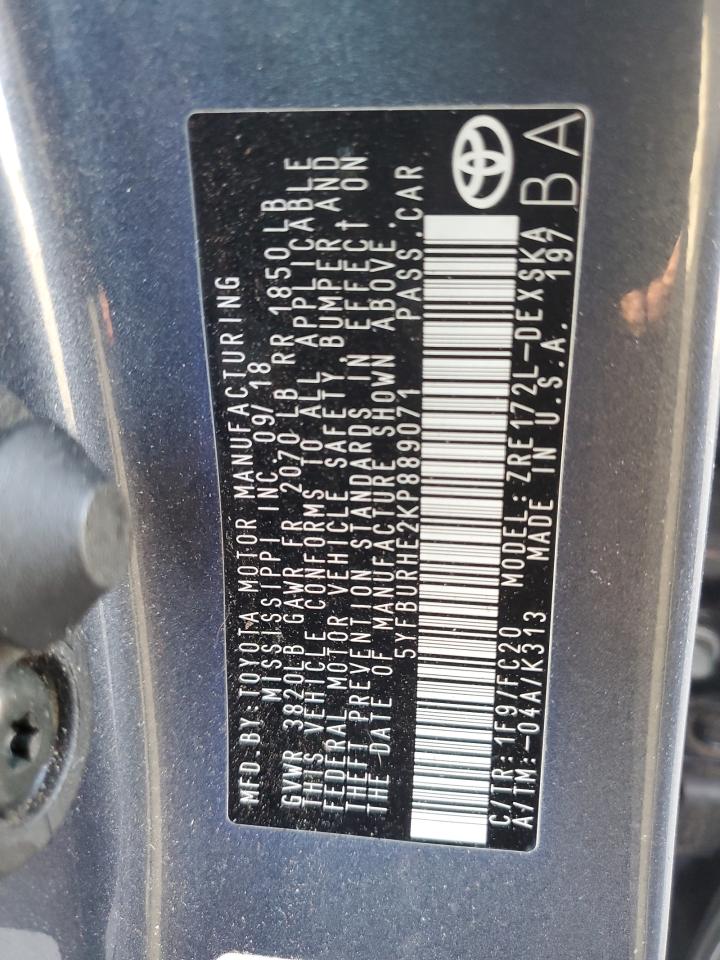 MFD.BY TOYOTA MOTOR MANUFACTURING
MISSISSIPPI INC. 09/18
GVWR 3820LB GAWR FR 2070LB RR 1850LB
THIS VEHICLE CONFORMS TO ALL APPLICABLE
FEDERAL MOTOR VEHICLE SAFETY, BUMPER AND
THEFT PREVENTION STANDARDS IN EFFECT ON
THE DATE OF MANUFACTURE SHOWN ABOVE.
5YFBURHE2KP889071 PASS.CAR
C/TR:1F9/FC20 MODEL:ZRE172L-DEXSKA
A/TM:-04A/K313 MADE IN U.S.A. 197
BA